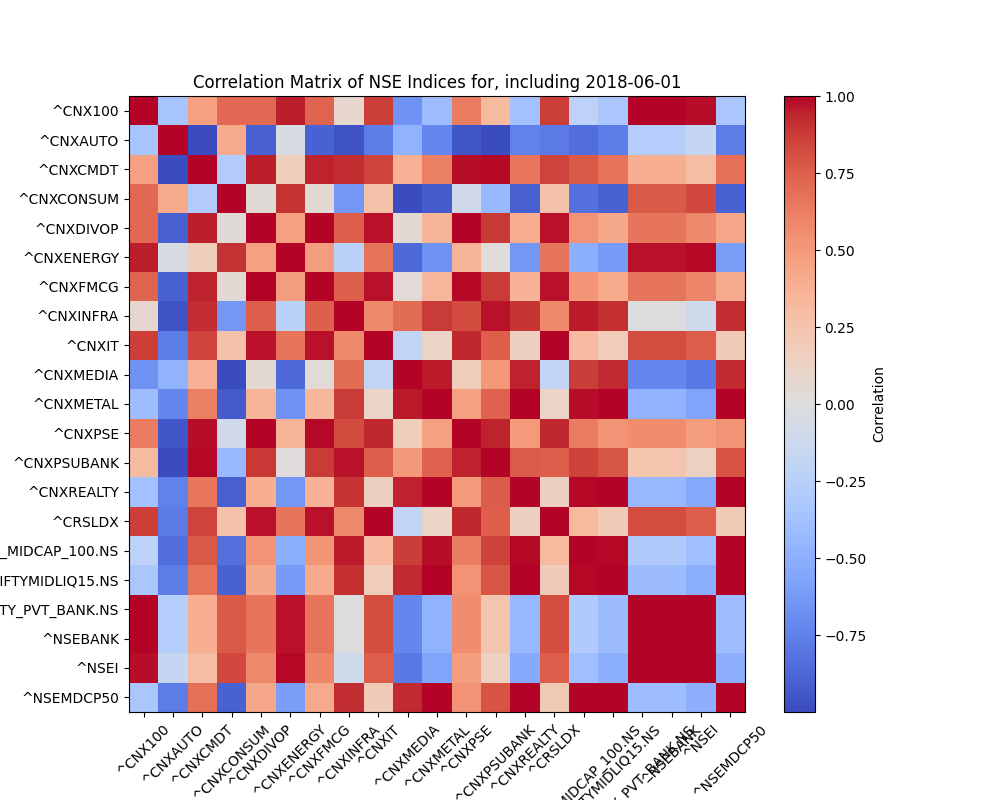 Correlation Matrix of NSE Indices for, including 2018-06-01
^CNX100
^CNXAUTO
^CNXCMDT
^CNXCONSUM
^CNXDIVOP
^CNXENERGY
^CNXFMCG
^CNXINFRA
^CNXIT
^CNXMEDIA
^CNXMETAL
^CNXPSE
^CNXPSUBANK
^CNXREALTY
^CRSLDX
_MIDCAP_100.NS
IFTYMIDLIQ15.NS
TY_PVT_BANK.NS
^NSEBANK
^NSEI
^NSEMDCP50
^CNX100
^CNXAUTO
^CNXCMDT
^CNXCONSUM
^CNXDIVOP
^CNXENERGY
^CNXFMCG
^CNXINFRA
^CNXIT
^CNXMEDIA
^CNXMETAL
^CNXPSE
^CNXPSUBANK
^CNXREALTY
^CRSLDX
MIDCAP_100.NS
TYMIDLIQ15.NS
PVT_BANK.NS
^NSEBANK
^NSEI
^NSEMDCP50
1.00
0.75
0.50
0.25
0.00
−0.25
−0.50
−0.75
Correlation